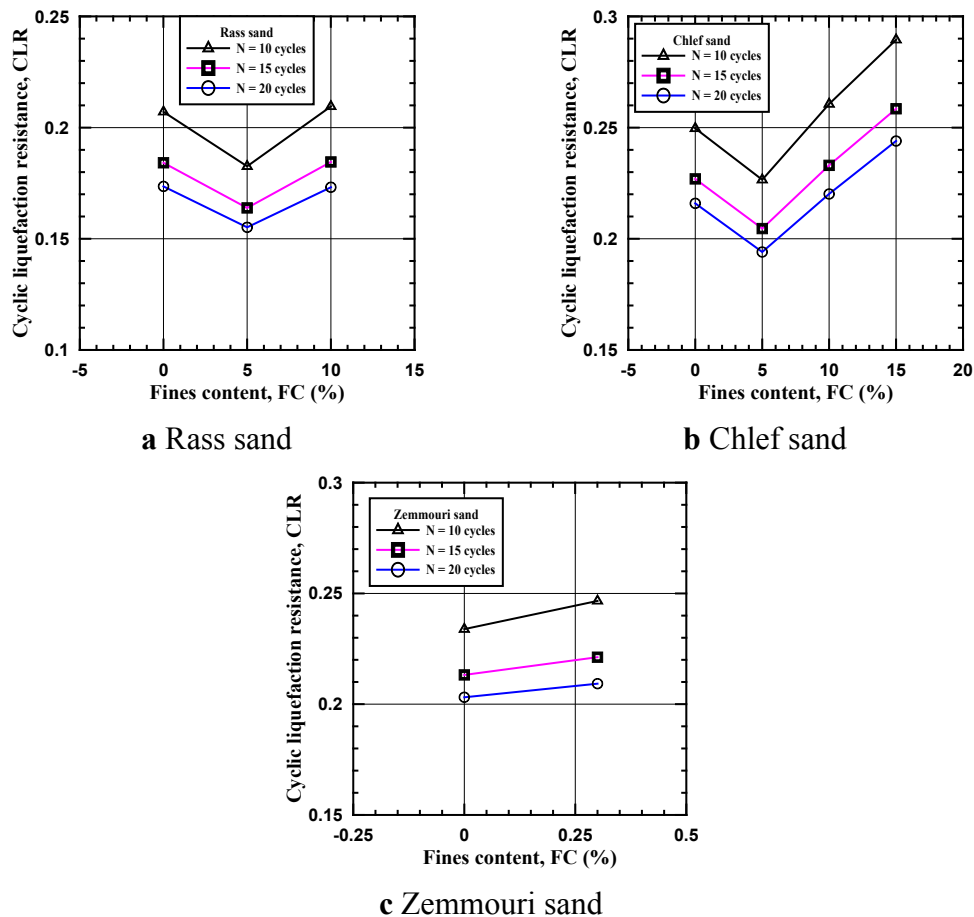 Cyclic liquefaction resistance, CLR
0.25
0.2
0.15
0.1
Rass sand
N = 10 cycles
N = 15 cycles
N = 20 cycles
-5 0 5 10 15
Fines content, FC (%)
a Rass sand
Cyclic liquefaction resistance, CLR
0.3
0.25
0.2
0.15
Chlef sand
N = 10 cycles
N = 15 cycles
N = 20 cycles
-5 0 5 10 15 20
Fines content, FC (%)
b Chlef sand
Cyclic liquefaction resistance, CLR
0.3
0.25
0.2
0.15
Zemmouri sand
N = 10 cycles
N = 15 cycles
N = 20 cycles
-0.25 0 0.25 0.5
Fines content, FC (%)
c Zemmouri sand